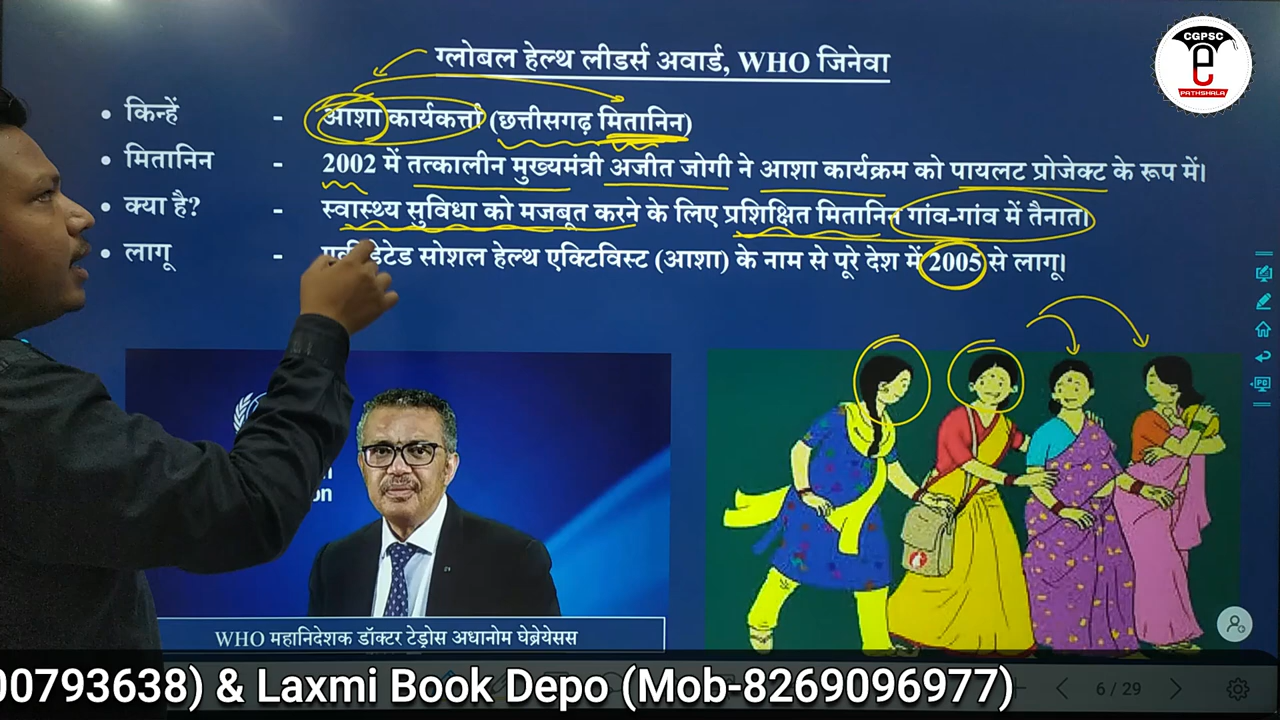 CGPSC
PATHSHALA
ग्लोबल हेल्थ लीडर्स अवार्ड, WHO जिनेवा
• किन्हें - आशा कार्यकर्त्ता (छत्तीसगढ़ मितानिन)
• मितानिन - 2002 में तत्कालीन मुख्यमंत्री अजीत जोगी ने आशा कार्यक्रम को पायलट प्रोजेक्ट के रूप में।
• क्या है? - स्वास्थ्य सुविधा को मजबूत करने के लिए प्रशिक्षित मितानिन गांव-गांव में तैनात।
• लागू - सोशल हेल्थ एक्टिविस्ट (आशा) के नाम से पूरे देश में 2005 से लागू।
WHO महानिदेशक डॉक्टर टेड्रोस अधानोम घेब्रेयेसस
00793638) & Laxmi Book Depo (Mob-8269096977)
6 / 29